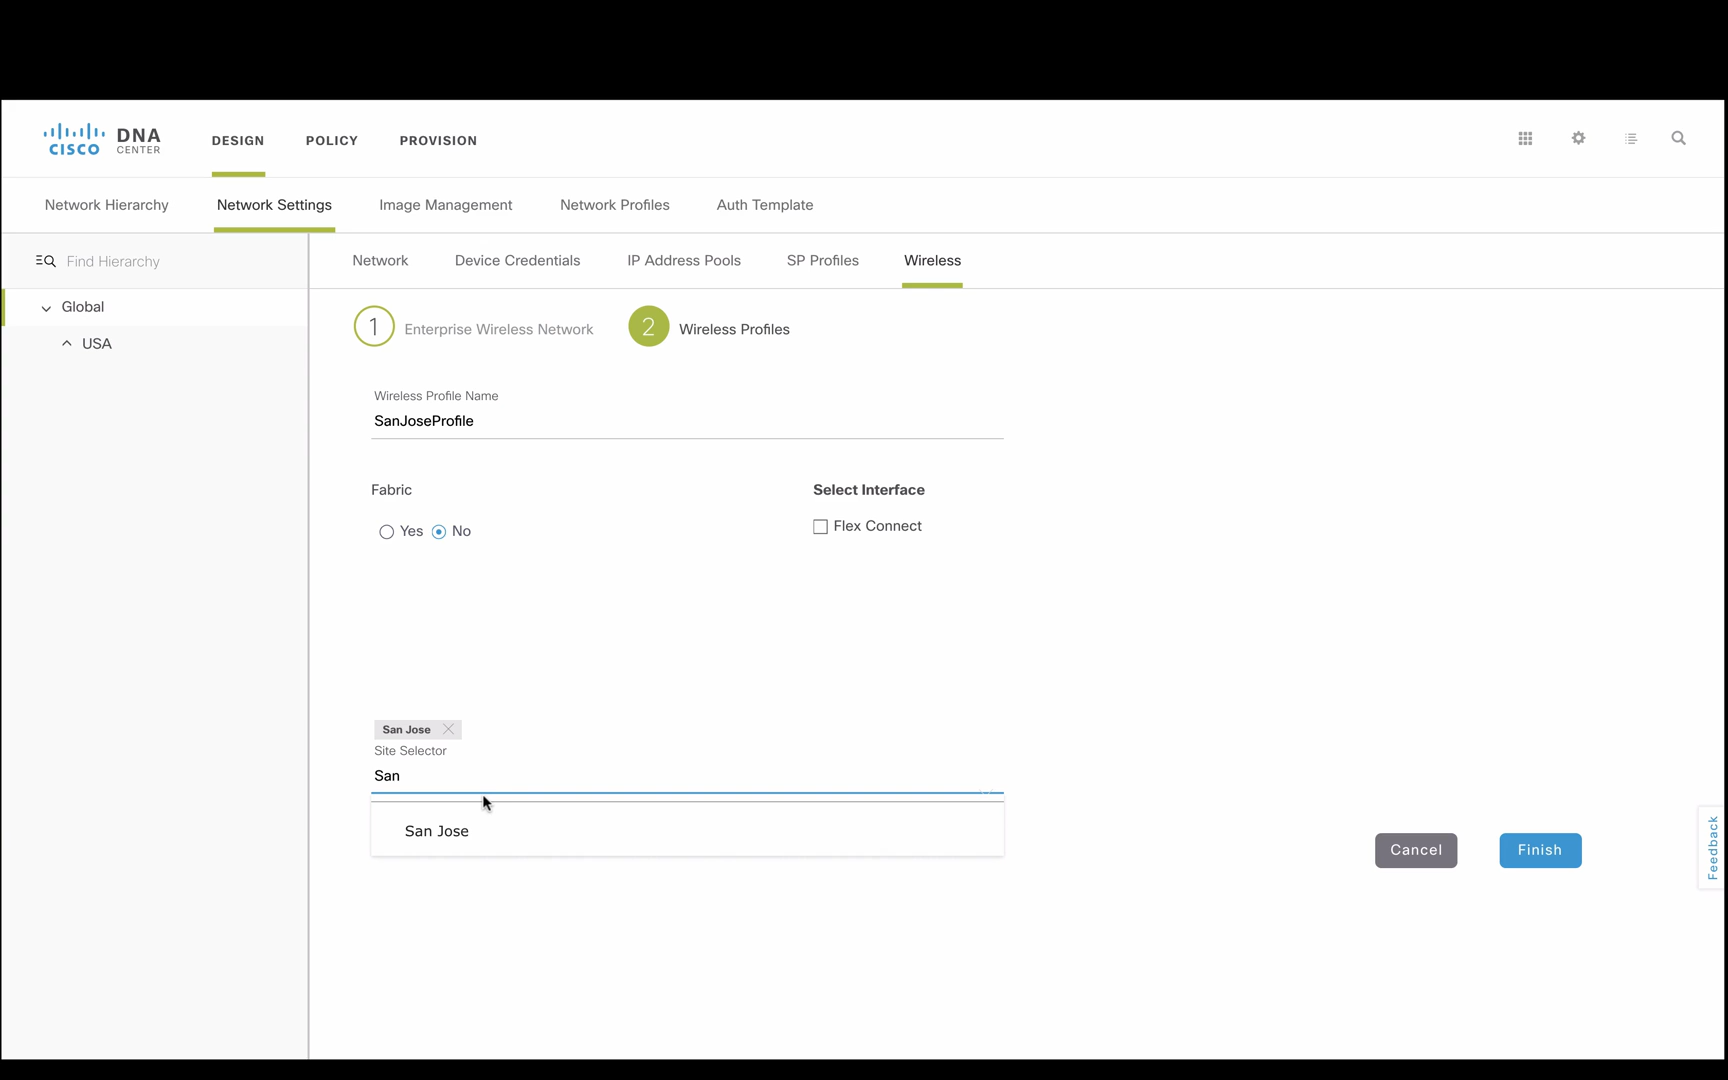 CISCO DNA CENTER
DESIGN POLICY PROVISION
Network Hierarchy Network Settings Image Management Network Profiles Auth Template
Find Hierarchy
Global
USA
Network Device Credentials IP Address Pools SP Profiles Wireless
1 Enterprise Wireless Network 2 Wireless Profiles
Wireless Profile Name
SanJoseProfile
Fabric
Yes No
Select Interface
Flex Connect
San Jose
Site Selector
San
San Jose
Cancel Finish
Feedback